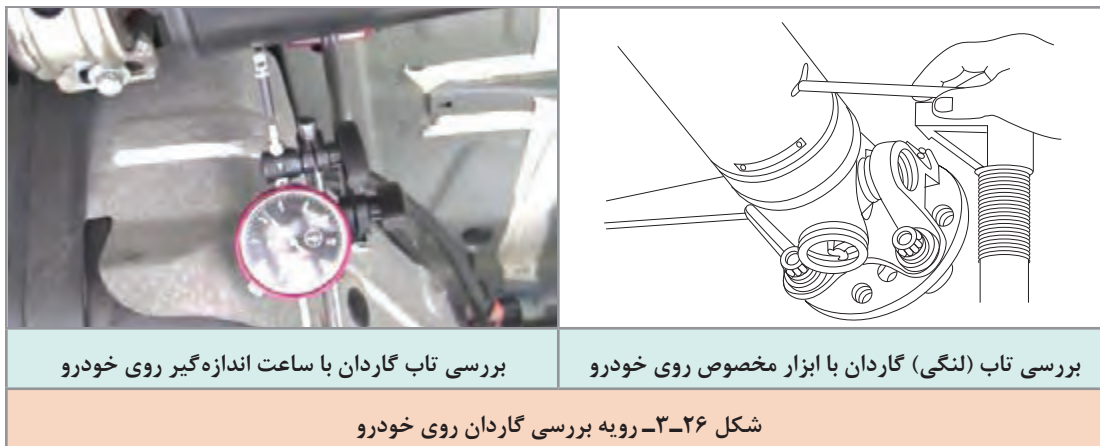 بررسی تاب (لنگی) گاردان با ابزار مخصوص روی خودرو
بررسی تاب گاردان با ساعت اندازه‌گیر روی خودرو
شکل ۲۶ـ۳ـ رویه بررسی گاردان روی خودرو